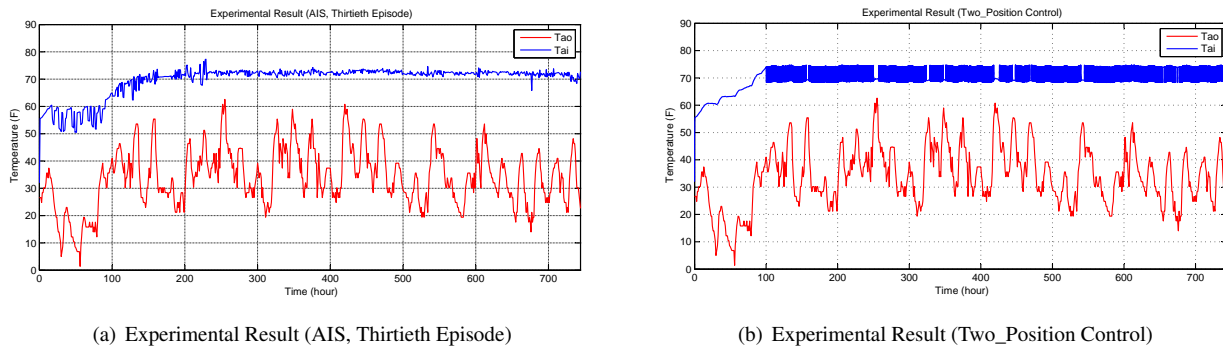 Experimental Result (AIS, Thirtieth Episode)
Tao
Tai
90
80
70
60
50
40
30
20
10
0
Temperature (F)
0 100 200 300 400 500 600 700
Time (hour)
(a) Experimental Result (AIS, Thirtieth Episode)
Experimental Result (Two_Position Control)
Tao
Tai
90
80
70
60
50
40
30
20
10
0
Temperature (F)
0 100 200 300 400 500 600 700
Time (hour)
(b) Experimental Result (Two_Position Control)